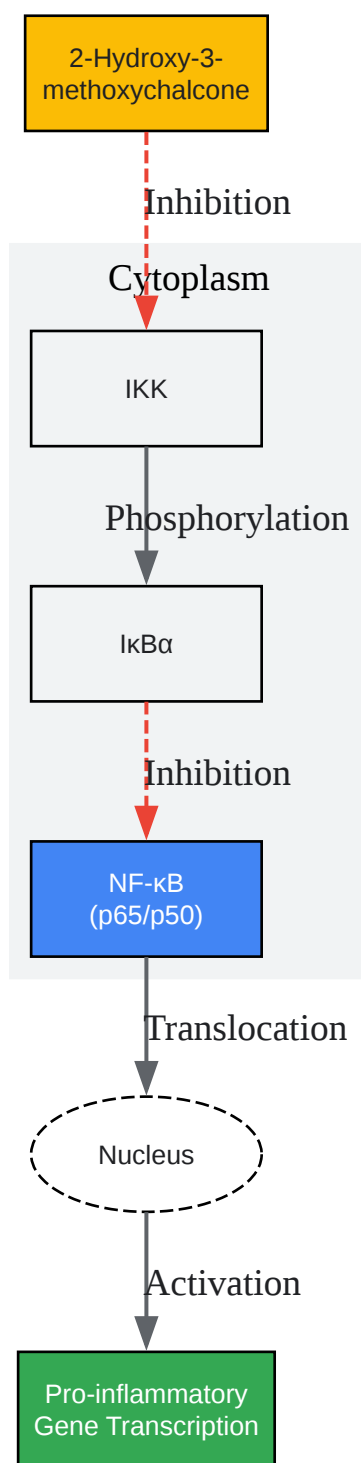 2-Hydroxy-3-
methoxychalcone
Inhibition
Cytoplasm
IKK
Phosphorylation
IκBα
Inhibition
NF-κB
(p65/p50)
Translocation
Nucleus
Activation
Pro-inflammatory
Gene Transcription